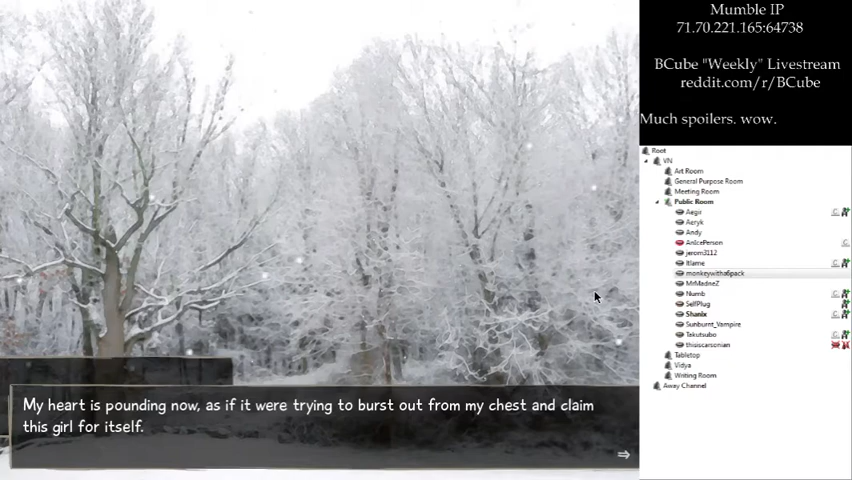 My heart is pounding now, as if it were trying to burst out from my chest and claim
this girl for itself.
Mumble IP
71.70.221.165:64738
BCube "Weekly" Livestream
reddit.com/r/BCube
Much spoilers. wow.
Root
VN
Art Room
General Purpose Room
Meeting Room
Public Room
Aegis
Aeryk
Andy
AnIcePerson
jerom3112
Itlame
monkeywitha6pack
MrMadneZ
Numb
SelfPlug
Shanix
Sunburnt_Vampire
Takutsubo
thisiscarsonian
Tabletop
Vidya
Writing Room
Away Channel